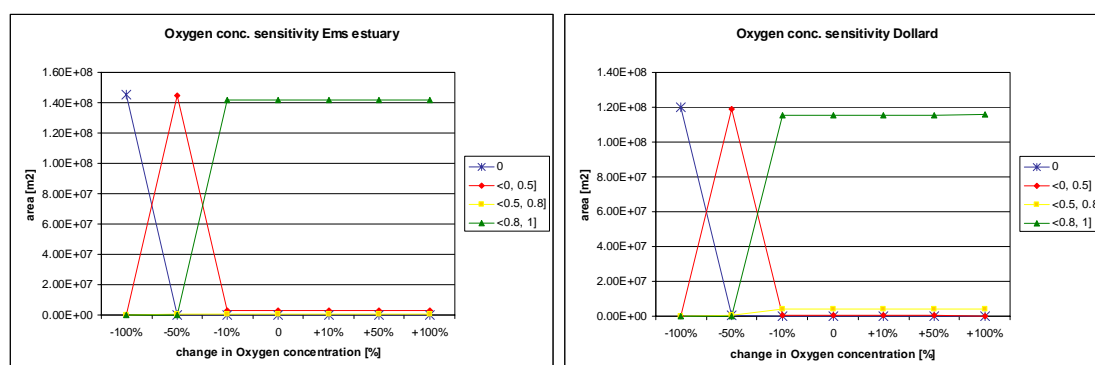 Oxygen conc. sensitivity Ems estuary
1.60E+08
1.40E+08
1.20E+08
1.00E+08
8.00E+07
6.00E+07
4.00E+07
2.00E+07
0.00E+00
area [m2]
-100% -50% -10% 0 +10% +50% +100%
change in Oxygen concentration [%]
0
<0, 0.5]
<0.5, 0.8]
<0.8, 1]
Oxygen conc. sensitivity Dollard
1.40E+08
1.20E+08
1.00E+08
8.00E+07
6.00E+07
4.00E+07
2.00E+07
0.00E+00
area [m2]
-100% -50% -10% 0 +10% +50% +100%
change in Oxygen concentration [%]
0
<0, 0.5]
<0.5, 0.8]
<0.8, 1]